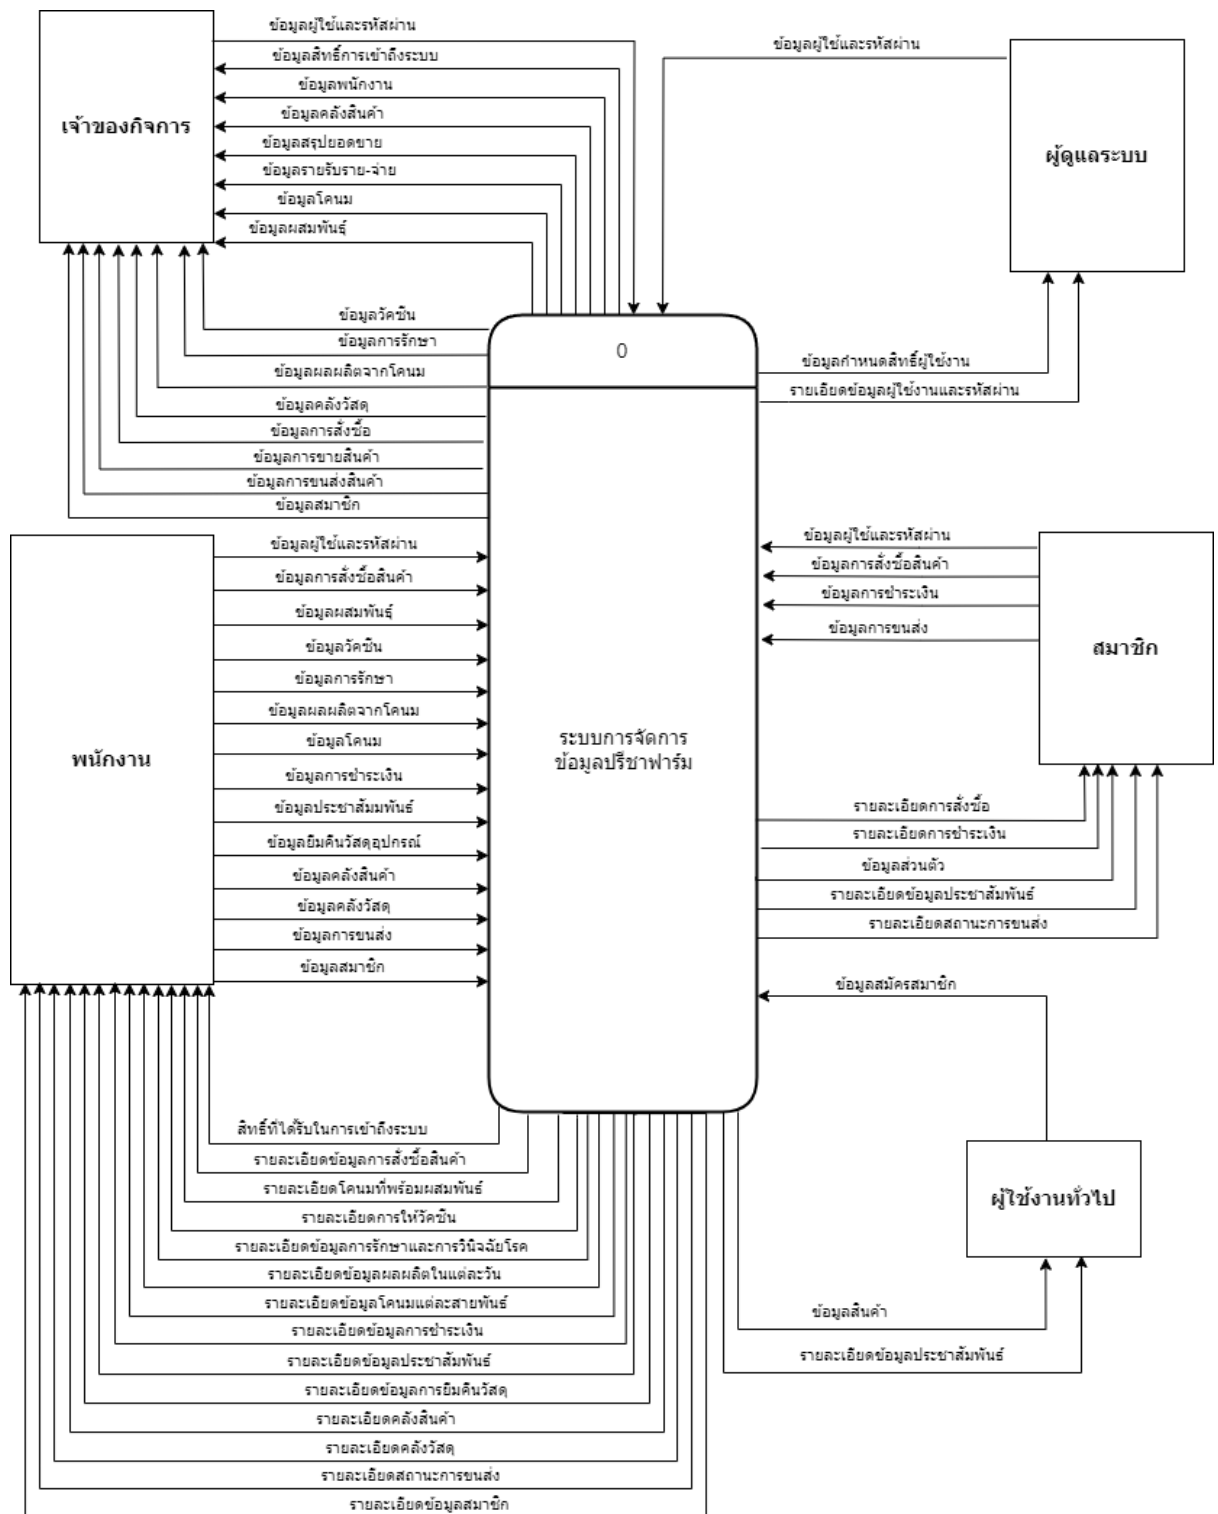 ข้อมูลผู้ใช้และรหัสผ่าน
ข้อมูลสิทธิ์การเข้าถึงระบบ
ข้อมูลพนักงาน
ข้อมูลคลังสินค้า
ข้อมูลสรุปยอดขาย
ข้อมูลรายรับราย-จ่าย
ข้อมูลโคนม
ข้อมูลผสมพันธุ์
เจ้าของกิจการ
ข้อมูลผู้ใช้และรหัสผ่าน
ผู้ดูแลระบบ
ข้อมูลวัคซีน
ข้อมูลการรักษา
ข้อมูลผลผลิตจากโคนม
ข้อมูลคลังวัสดุ
ข้อมูลการสั่งซื้อ
ข้อมูลการขายสินค้า
ข้อมูลการขนส่งสินค้า
ข้อมูลสมาชิก
0
ข้อมูลกำหนดสิทธิ์ผู้ใช้งาน
รายเอียดข้อมูลผู้ใช้งานและรหัสผ่าน
ข้อมูลผู้ใช้และรหัสผ่าน
ข้อมูลการสั่งซื้อสินค้า
ข้อมูลผสมพันธุ์
ข้อมูลวัคซีน
ข้อมูลการรักษา
ข้อมูลผลผลิตจากโคนม
ข้อมูลโคนม
ข้อมูลการชำระเงิน
ข้อมูลประชาสัมมพันธ์
ข้อมูลยืมคืนวัสดุอุปกรณ์
ข้อมูลคลังสินค้า
ข้อมูลคลังวัสดุ
ข้อมูลการขนส่ง
ข้อมูลสมาชิก
พนักงาน
ระบบการจัดการ
ข้อมูลปรีชาฟาร์ม
ข้อมูลผู้ใช้และรหัสผ่าน
ข้อมูลการสั่งซื้อสินค้า
ข้อมูลการชำระเงิน
ข้อมูลการขนส่ง
สมาชิก
รายละเอียดการสั่งซื้อ
รายละเอียดการชำระเงิน
ข้อมูลส่วนตัว
รายละเอียดข้อมูลประชาสัมพันธ์
รายละเอียดสถานะการขนส่ง
ข้อมูลสมัครสมาชิก
ผู้ใช้งานทั่วไป
ข้อมูลสินค้า
รายละเอียดข้อมูลประชาสัมพันธ์
สิทธิ์ที่ได้รับในการเข้าถึงระบบ
รายละเอียดข้อมูลการสั่งซื้อสินค้า
รายละเอียดโคนมที่พร้อมผสมพันธุ์
รายละเอียดการให้วัคซีน
รายละเอียดข้อมูลการรักษาและการวินิจฉัยโรค
รายละเอียดข้อมูลผลผลิตในแต่ละวัน
รายละเอียดข้อมูลโคนมแต่ละสายพันธุ์
รายละเอียดข้อมูลการชำระเงิน
รายละเอียดข้อมูลประชาสัมพันธ์
รายละเอียดข้อมูลการยืมคืนวัสดุ
รายละเอียดคลังสินค้า
รายละเอียดคลังวัสดุ
รายละเอียดสถานะการขนส่ง
รายละเอียดข้อมูลสมาชิก